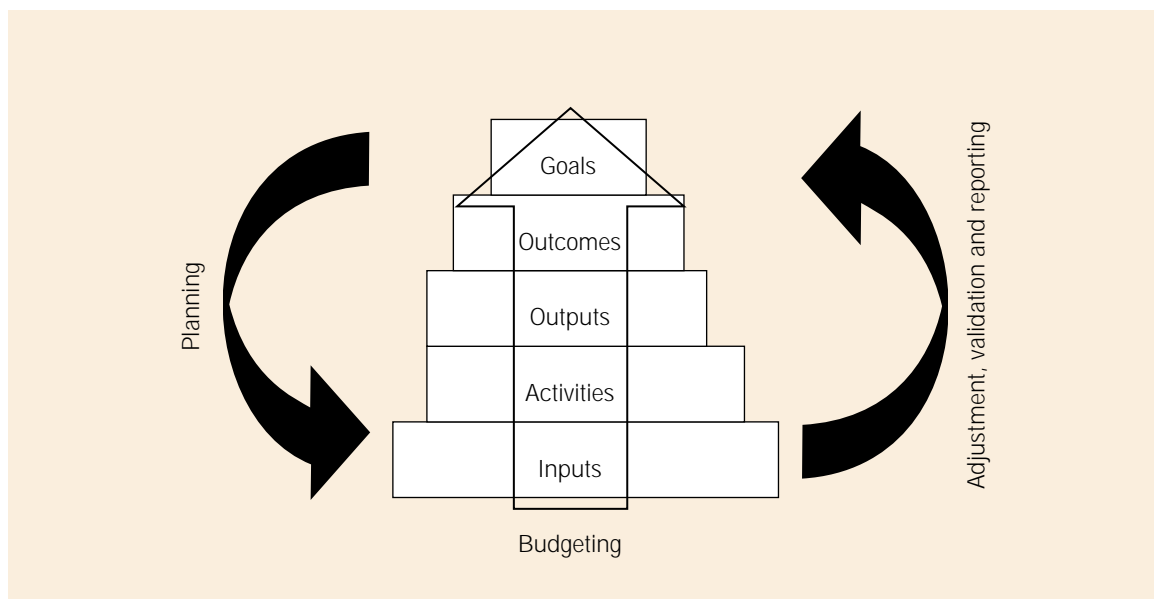 Planning
Goals
Outcomes
Outputs
Activities
Inputs
Budgeting
Adjustment, validation and reporting